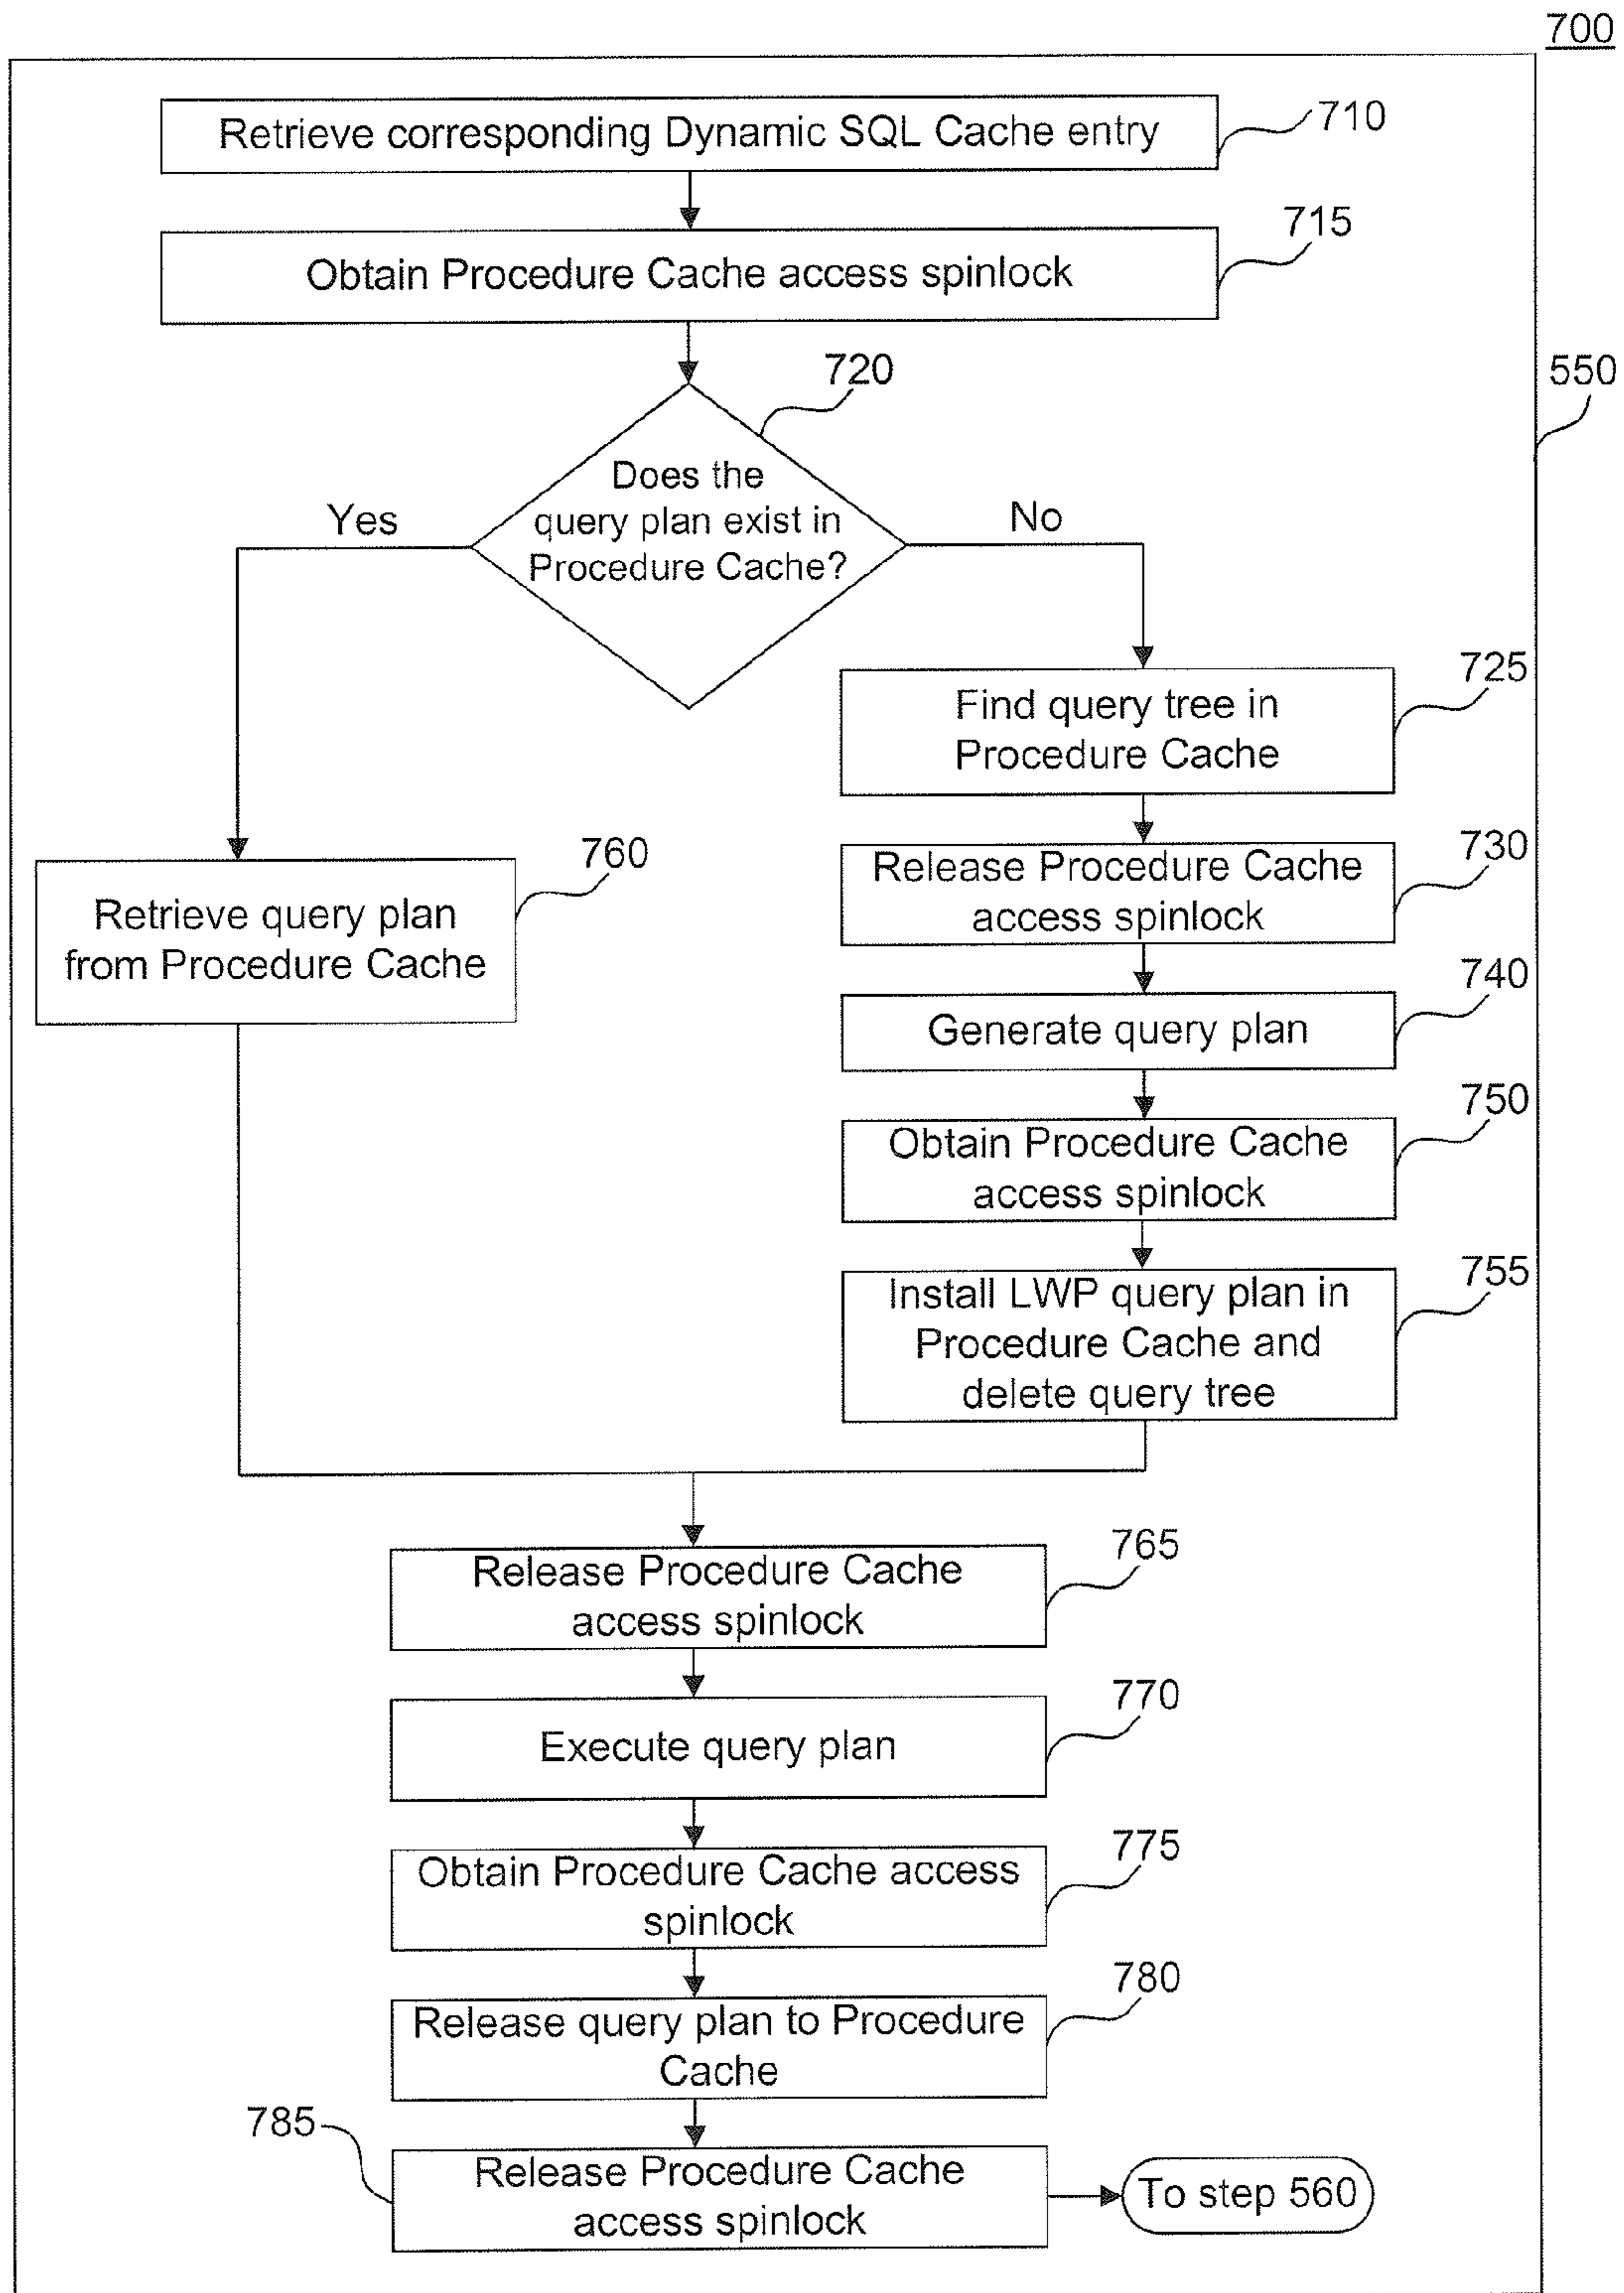 700
Retrieve corresponding Dynamic SQL Cache entry
710
Obtain Procedure Cache access spinlock
715
720
550
Does the
query plan exist in
Procedure Cache?
Yes
No
Find query tree in
Procedure Cache
725
Release Procedure Cache
access spinlock
730
Retrieve query plan
from Procedure Cache
760
Generate query plan
740
Obtain Procedure Cache
access spinlock
750
Install LWP query plan in
Procedure Cache and
delete query tree
755
Release Procedure Cache
access spinlock
765
Execute query plan
770
Obtain Procedure Cache access
spinlock
775
Release query plan to Procedure
Cache
780
785
Release Procedure Cache
access spinlock
To step 560